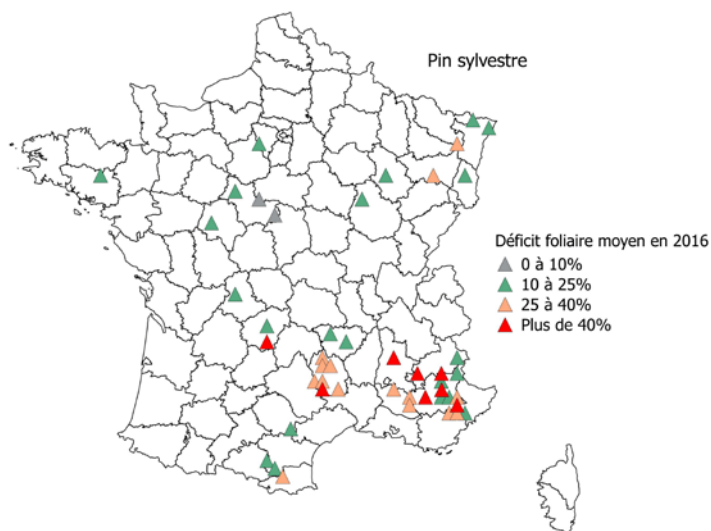 Pin sylvestre
Déficit foliaire moyen en 2016
0 à 10%
10 à 25%
25 à 40%
Plus de 40%